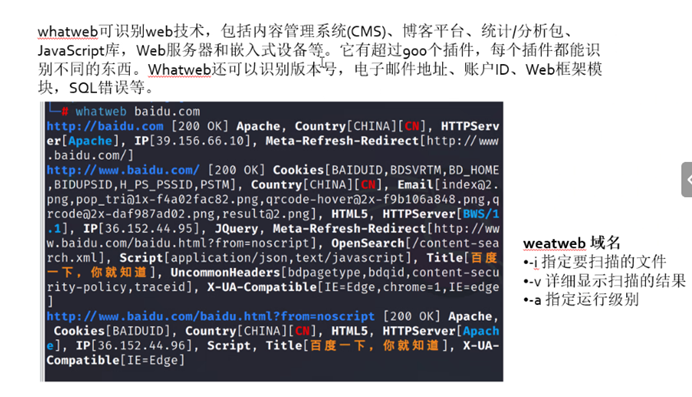 whatweb可识别web技术，包括内容管理系统(CMS)、博客平台、统计/分析包、
JavaScript库，Web服务器和嵌入式设备等。它有超过900个插件，每个插件都能识
别不同的东西。Whatweb还可以识别版本号，电子邮件地址、账户ID、Web框架模
块，SQL错误等。
└─# whatweb baidu.com
http://baidu.com [200 OK] Apache, Country[CHINA][CN], HTTPServ
er[Apache], IP[39.156.66.10], Meta-Refresh-Redirect[http://www
.baidu.com/]
http://www.baidu.com/ [200 OK] Cookies[BAIDUID,BDSVRTM,BD_HOME
,BIDUPSID,H_PS_PSSID,PSTM], Country[CHINA][CN], Email[index@2.
png,pop_tri@1x-f4a02fac82.png,qrcode-hover@2x-f9b106a848.png,q
rcode@2x-daf987ad02.png,result@2.png], HTML5, HTTPServer[BWS/1
.1], IP[36.152.44.95], JQuery, Meta-Refresh-Redirect[http://ww
w.baidu.com/baidu.html?from=noscript], OpenSearch[/content-sea
rch.xml], Script[application/json,text/javascript], Title[百度
一下，你就知道], UncommonHeaders[bdpagetype,bdqid,content-secu
rity-policy,traceid], X-UA-Compatible[IE=Edge,chrome=1,IE=edge
]
http://www.baidu.com/baidu.html?from=noscript [200 OK] Apache,
Cookies[BAIDUID], Country[CHINA][CN], HTML5, HTTPServer[Apach
e], IP[36.152.44.96], Script, Title[百度一下，你就知道], X-UA-
Compatible[IE=Edge]
weatweb 域名
•-i 指定要扫描的文件
•-v 详细显示扫描的结果
•-a 指定运行级别